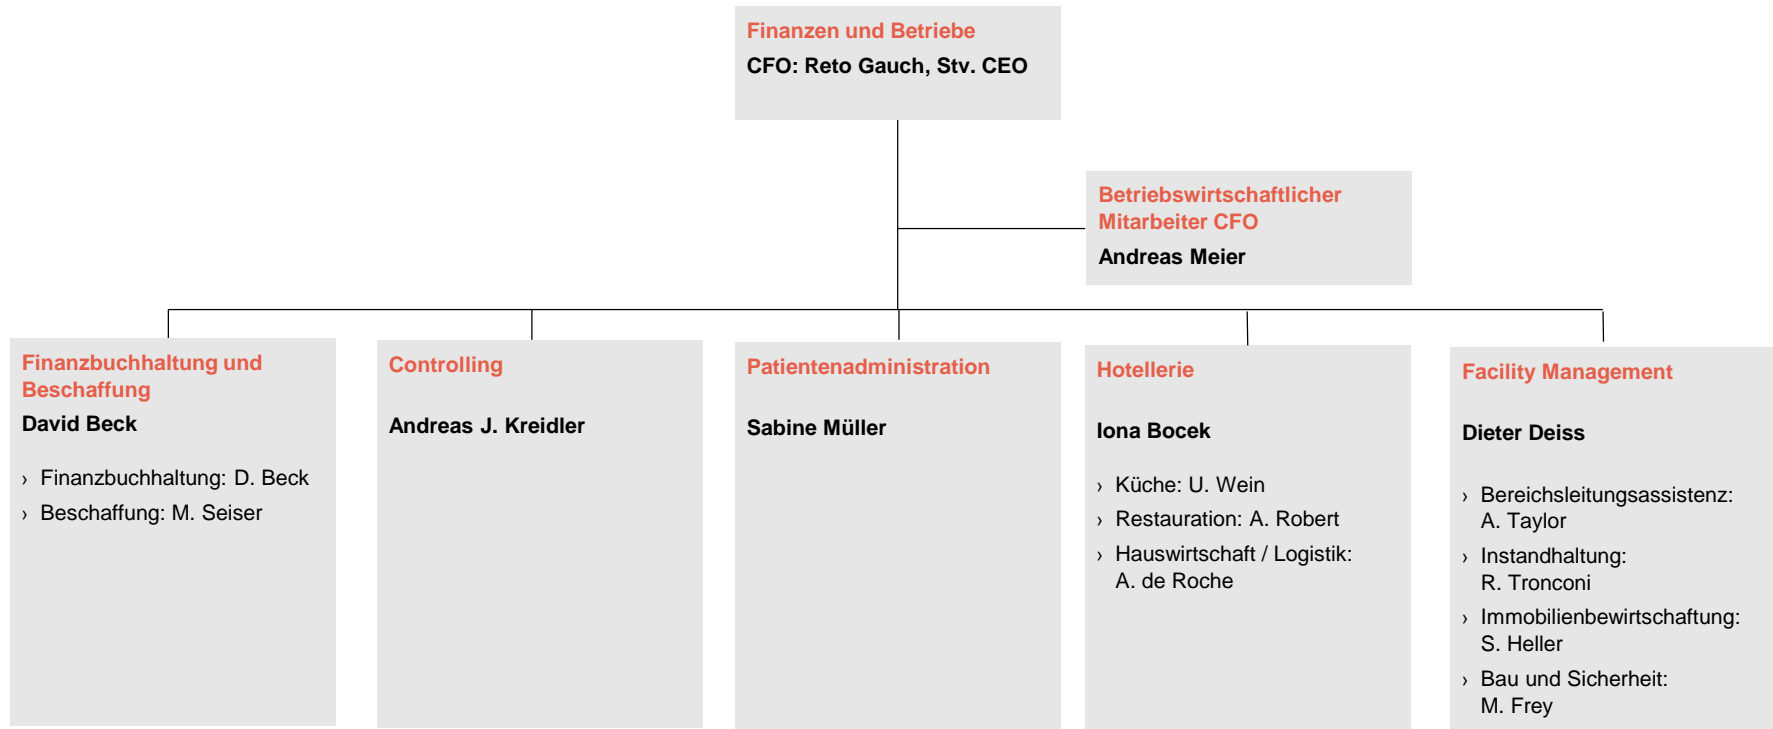 Finanzen und Betriebe
CFO: Reto Gauch, Stv. CEO
Betriebswirtschaftlicher
Mitarbeiter CFO
Andreas Meier
Finanzbuchhaltung und
Beschaffung
David Beck
› Finanzbuchhaltung: D. Beck
› Beschaffung: M. Seiser
Controlling
Andreas J. Kreidler
Patientenadministration
Sabine Müller
Hotellerie
Iona Bocek
› Küche: U. Wein
› Restauration: A. Robert
› Hauswirtschaft / Logistik:
A. de Roche
Facility Management
Dieter Deiss
› Bereichsleitungsassistenz:
A. Taylor
› Instandhaltung:
R. Tronconi
› Immobilienbewirtschaftung:
S. Heller
› Bau und Sicherheit:
M. Frey